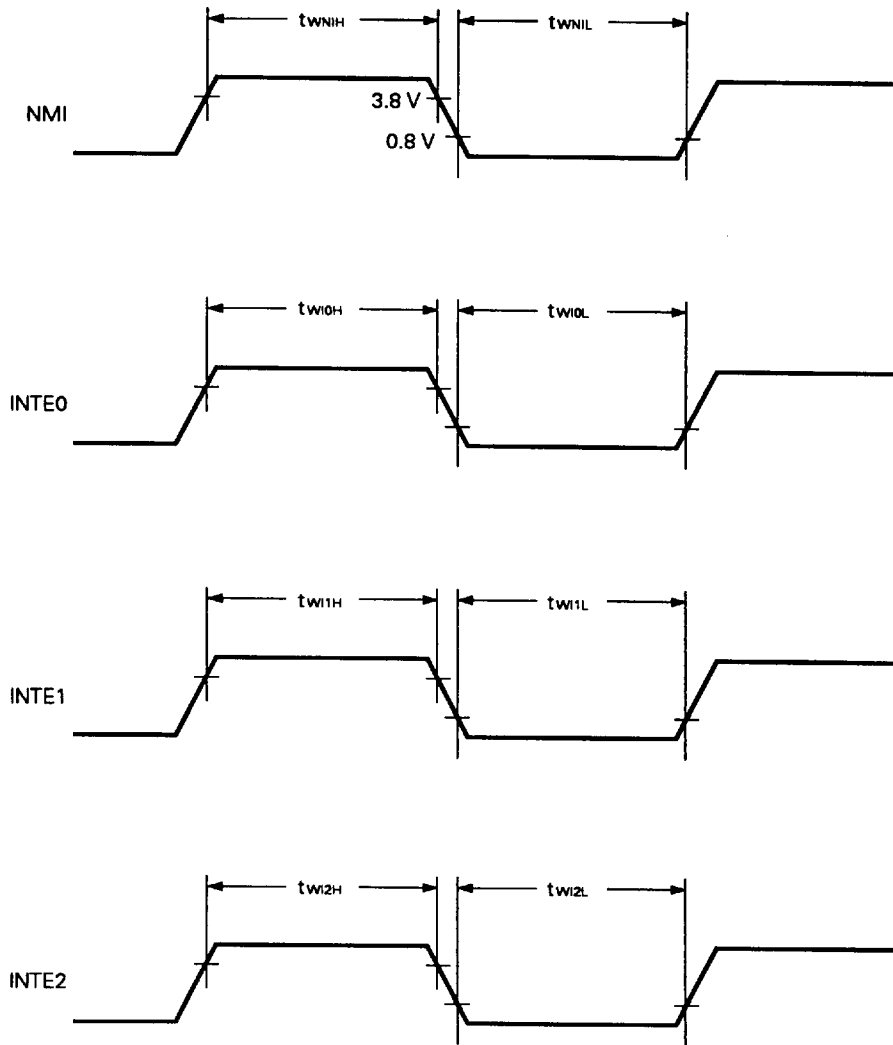 tWNIH tWNIL
NMI 3.8 V
0.8 V
tWI0H tWI0L
INTE0
tWI1H tWI1L
INTE1
tWI2H tWI2L
INTE2